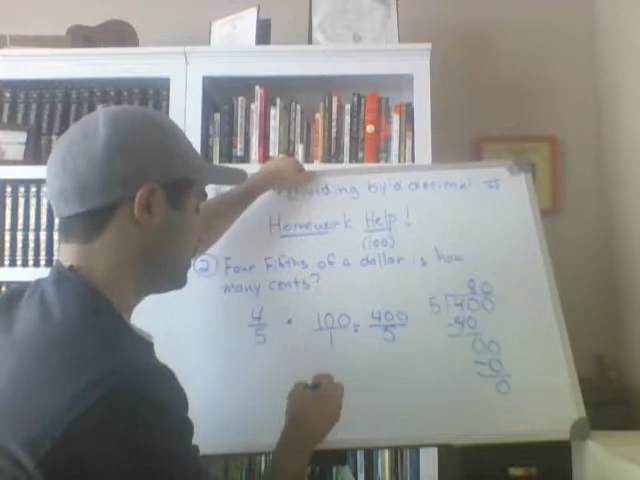 Dividing by a decimal II
Homework Help!
(100)
2 Four Fifths of a dollar is how
many cents?
4/5 · 100/1 = 400/5
80
5 400
-40
00
-0
0